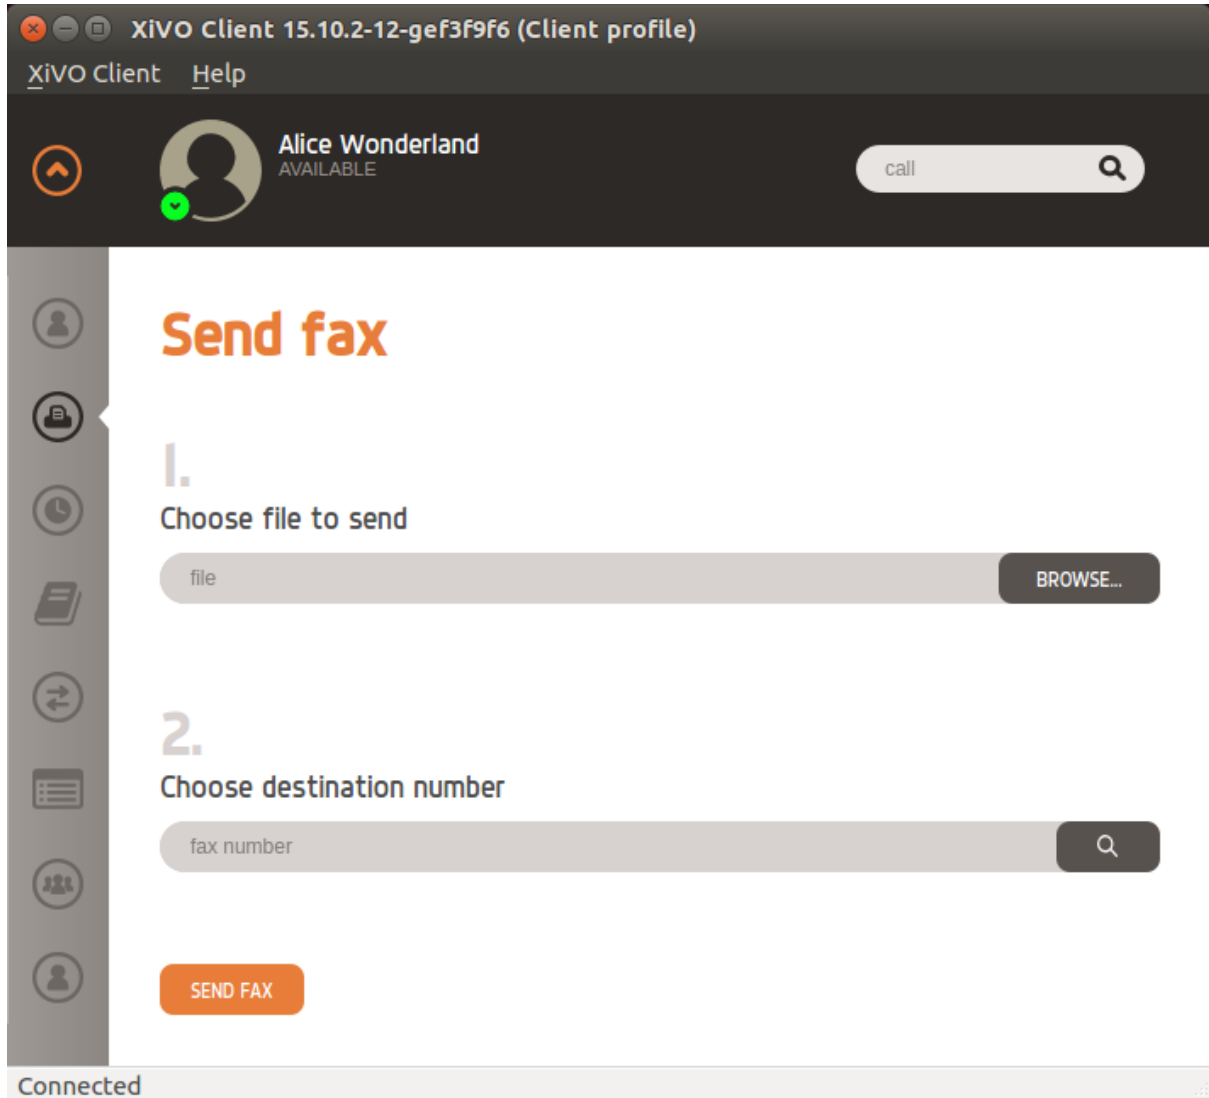 XiVO Client 15.10.2-12-gef3f9f6 (Client profile)
XiVO Client Help
Alice Wonderland
AVAILABLE
call
Send fax
1.
Choose file to send
file
BROWSE...
2.
Choose destination number
fax number
SEND FAX
Connected